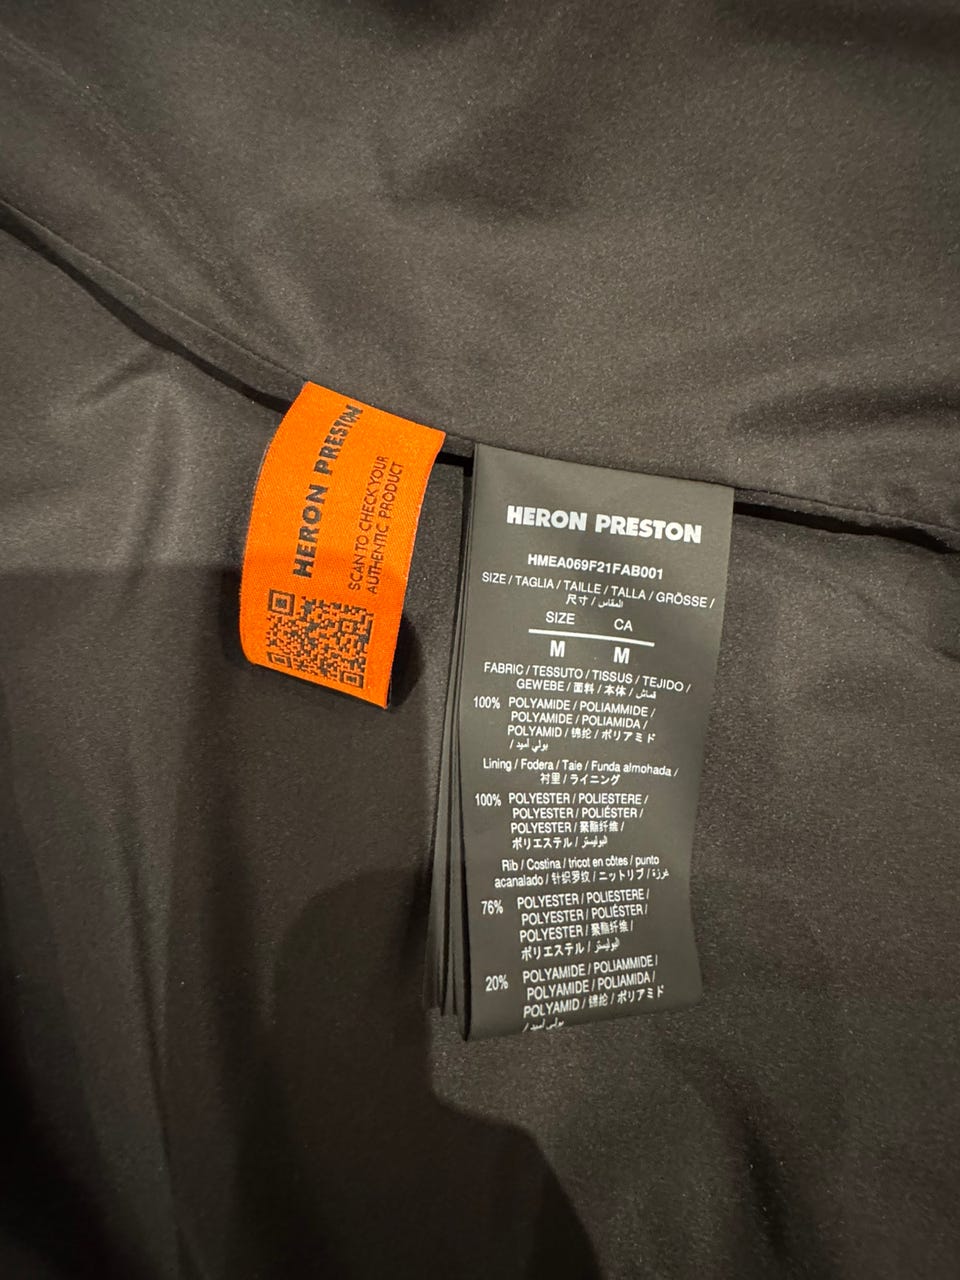 HERON PRESTON
SCAN TO CHECK YOUR
AUTHENTIC PRODUCT
HERON PRESTON
HMEA069F21FAB001
SIZE / TAGLIA / TAILLE / TALLA / GRÖSSE /
尺寸 / المقاس
SIZE CA
M M
FABRIC / TESSUTO / TISSUS / TEJIDO /
GEWEBE / 面料 / 本体 / قماش
100% POLYAMIDE / POLIAMMIDE /
POLYAMIDE / POLIAMIDA /
POLYAMID / 锦纶 / ポリアミド
/ بولي أميد
Lining / Fodera / Taie / Funda almohada /
衬里 / ライニング
100% POLYESTER / POLIESTERE /
POLYESTER / POLIÉSTER /
POLYESTER / 聚酯纤维 /
ポリエステル / البوليستر
Rib / Costina / tricot en côtes / punto
acanalado / 针织罗纹 / ニットリブ / غرزة
76% POLYESTER / POLIESTERE /
POLYESTER / POLIÉSTER /
POLYESTER / 聚酯纤维 /
ポリエステル / البوليستر
20% POLYAMIDE / POLIAMMIDE /
POLYAMIDE / POLIAMIDA /
POLYAMID / 锦纶 / ポリアミド
/ بولي أميد